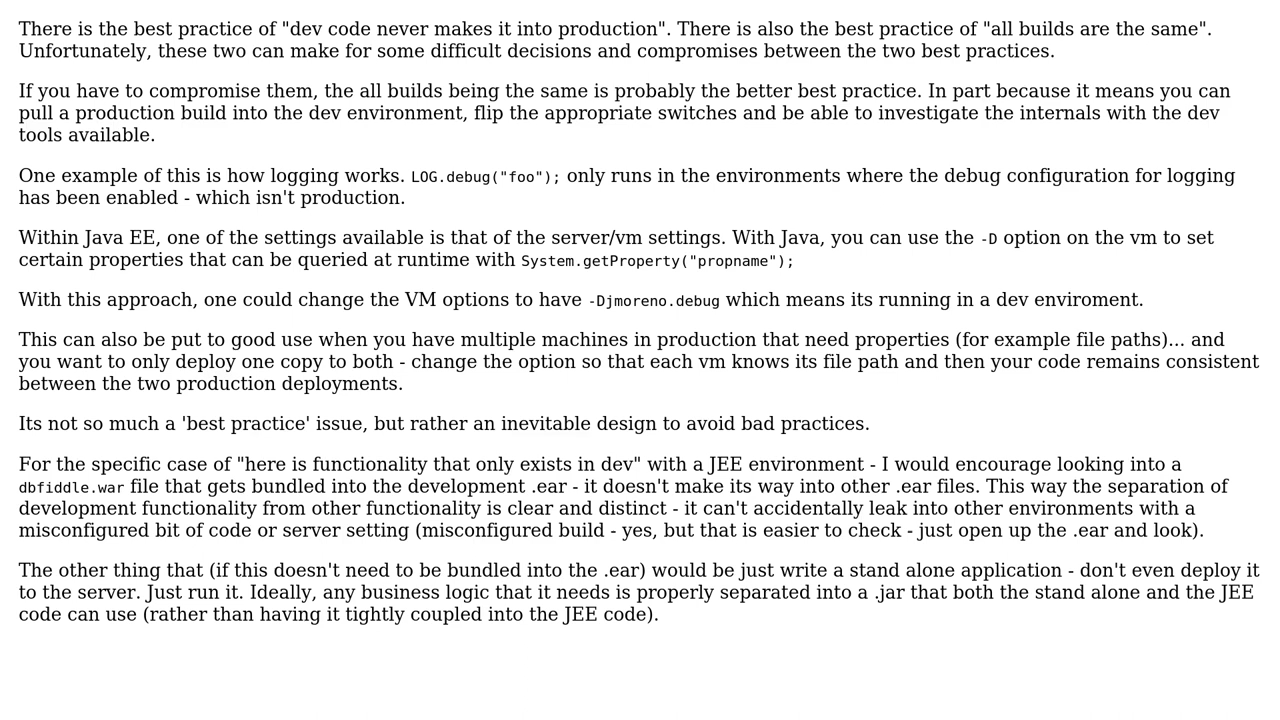 There is the best practice of "dev code never makes it into production". There is also the best practice of "all builds are the same".
Unfortunately, these two can make for some difficult decisions and compromises between the two best practices.
If you have to compromise them, the all builds being the same is probably the better best practice. In part because it means you can
pull a production build into the dev environment, flip the appropriate switches and be able to investigate the internals with the dev
tools available.
One example of this is how logging works. LOG.debug("foo"); only runs in the environments where the debug configuration for logging
has been enabled - which isn't production.
Within Java EE, one of the settings available is that of the server/vm settings. With Java, you can use the -D option on the vm to set
certain properties that can be queried at runtime with System.getProperty("propname");
With this approach, one could change the VM options to have -Djmoreno.debug which means its running in a dev enviroment.
This can also be put to good use when you have multiple machines in production that need properties (for example file paths)... and
you want to only deploy one copy to both - change the option so that each vm knows its file path and then your code remains consistent
between the two production deployments.
Its not so much a 'best practice' issue, but rather an inevitable design to avoid bad practices.
For the specific case of "here is functionality that only exists in dev" with a JEE environment - I would encourage looking into a
dbfiddle.war file that gets bundled into the development .ear - it doesn't make its way into other .ear files. This way the separation of
development functionality from other functionality is clear and distinct - it can't accidentally leak into other environments with a
misconfigured bit of code or server setting (misconfigured build - yes, but that is easier to check - just open up the .ear and look).
The other thing that (if this doesn't need to be bundled into the .ear) would be just write a stand alone application - don't even deploy it
to the server. Just run it. Ideally, any business logic that it needs is properly separated into a .jar that both the stand alone and the JEE
code can use (rather than having it tightly coupled into the JEE code).